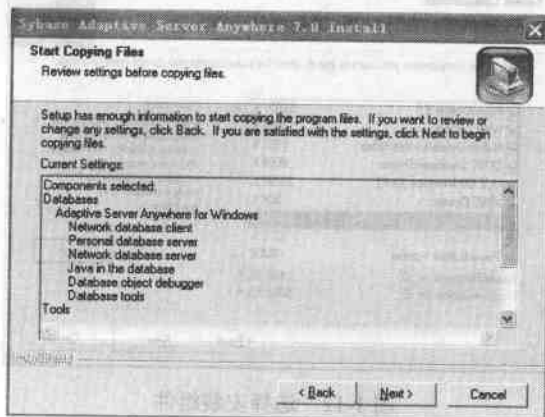 Sybase Adaptive Server Anywhere 7.0 Install
Start Copying Files
Review settings before copying files.
Setup has enough information to start copying the program files. If you want to review or
change any settings, click Back. If you are satisfied with the settings, click Next to begin
copying files.
Current Settings:
Components selected:
Databases
Adaptive Server Anywhere for Windows
Network database client
Personal database server
Network database server
Java in the database
Database object debugger
Database tools
Tools
InstallShield
< Back
Next >
Cancel